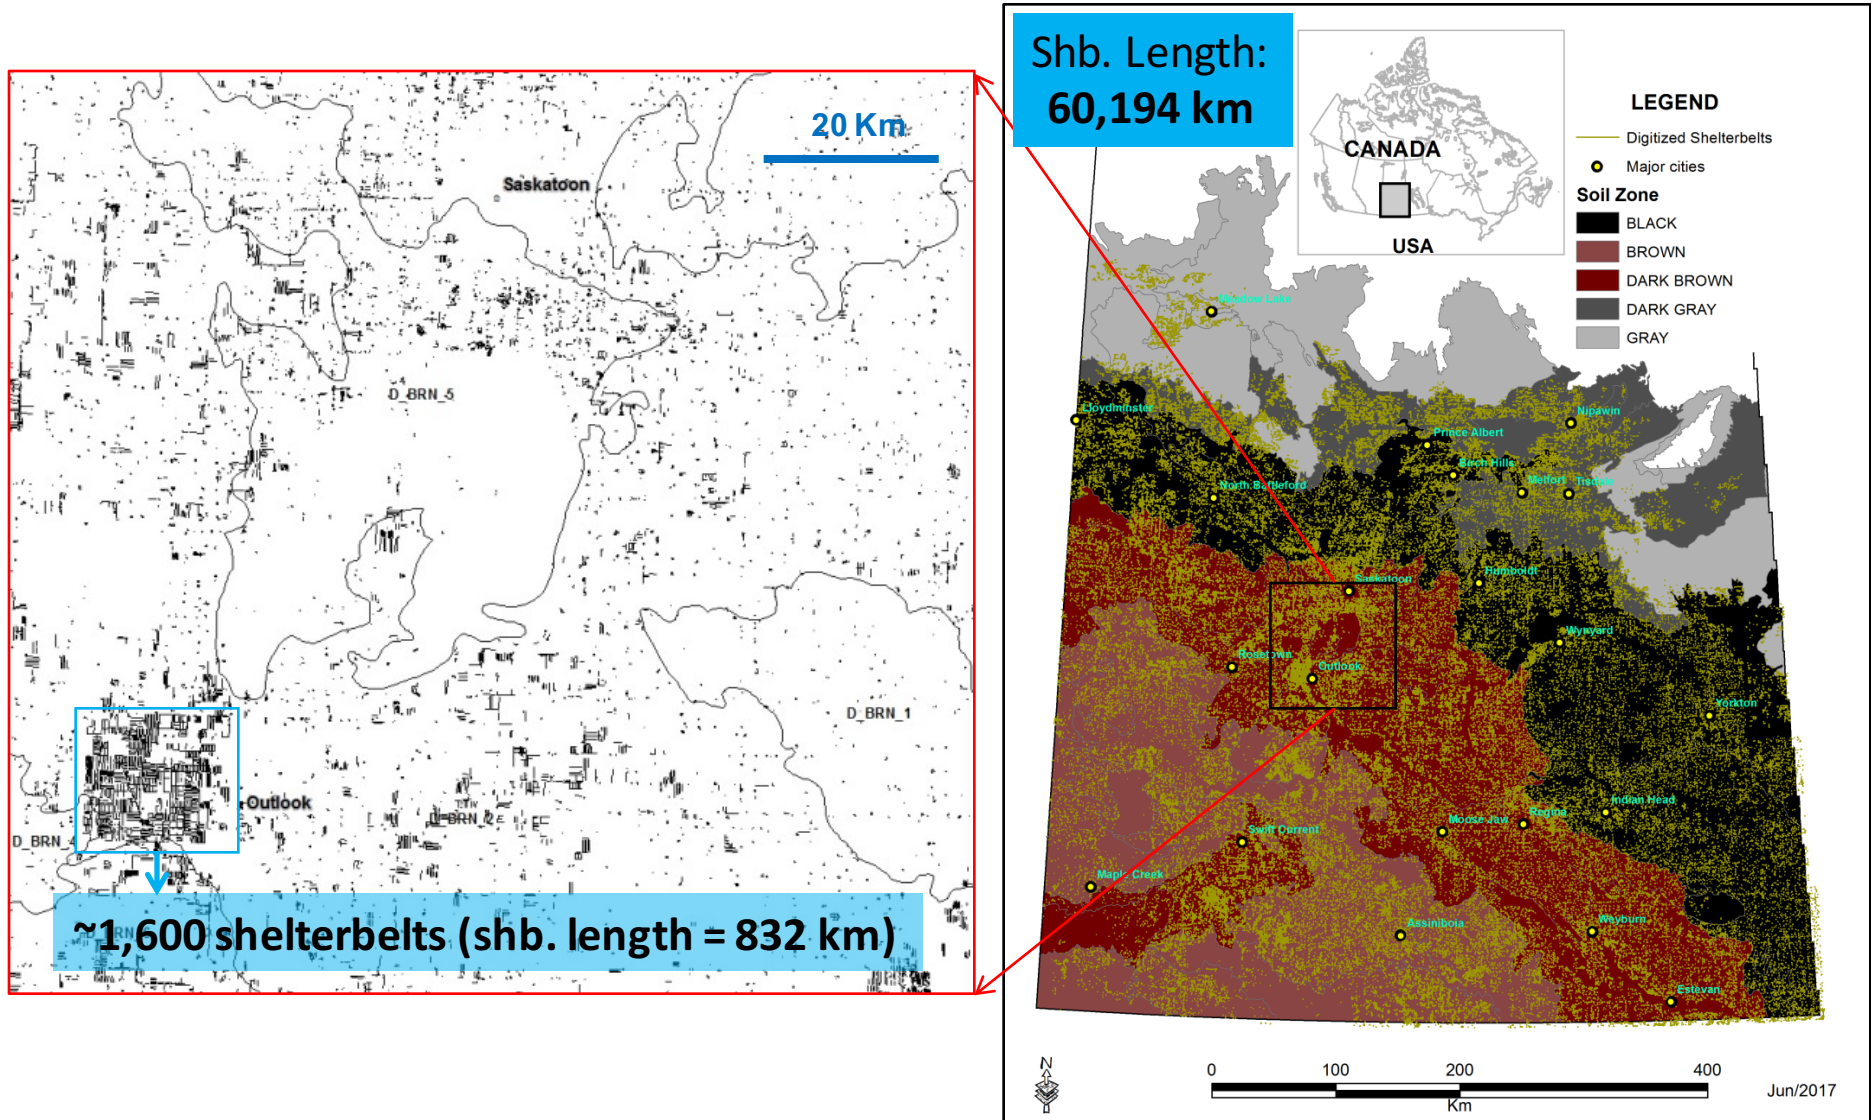 20 Km
Saskatoon
D_BRN_5
D_BRN_1
Outlook
D_BRN_2
D_BRN_4
~1,600 shelterbelts (shb. length = 832 km)
Shb. Length:
60,194 km
CANADA
USA
LEGEND
Digitized Shelterbelts
Major cities
Soil Zone
BLACK
BROWN
DARK BROWN
DARK GRAY
GRAY
Meadow Lake
Lloydminster
Nipawin
Prince Albert
Birch Hills
North Battleford
Melfort
Tisdale
Humboldt
Saskatoon
Wynyard
Rosetown
Outlook
Yorkton
Indian Head
Regina
Moose Jaw
Swift Current
Maple Creek
Assiniboia
Weyburn
Estevan
N
0 100 200 400
Km
Jun/2017